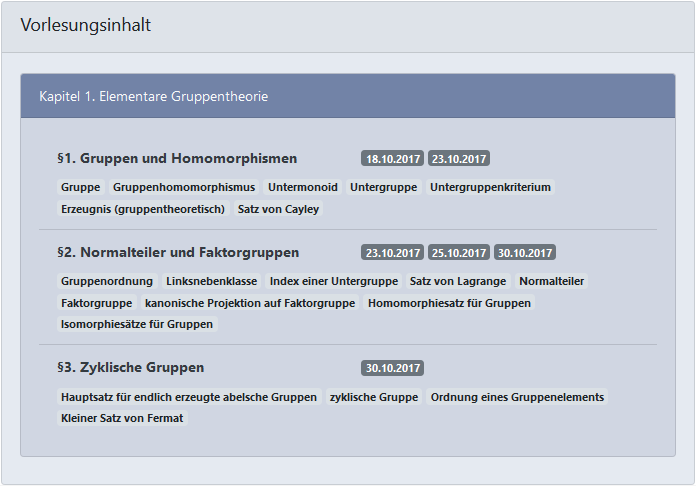 Vorlesungsinhalt
Kapitel 1. Elementare Gruppentheorie
§1. Gruppen und Homomorphismen 18.10.2017 23.10.2017
Gruppe Gruppenhomomorphismus Untermonoid Untergruppe Untergruppenkriterium
Erzeugnis (gruppentheoretisch) Satz von Cayley
§2. Normalteiler und Faktorgruppen 23.10.2017 25.10.2017 30.10.2017
Gruppenordnung Linksnebenklasse Index einer Untergruppe Satz von Lagrange Normalteiler
Faktorgruppe kanonische Projektion auf Faktorgruppe Homomorphiesatz für Gruppen
Isomorphiesätze für Gruppen
§3. Zyklische Gruppen 30.10.2017
Hauptsatz für endlich erzeugte abelsche Gruppen zyklische Gruppe Ordnung eines Gruppenelements
Kleiner Satz von Fermat